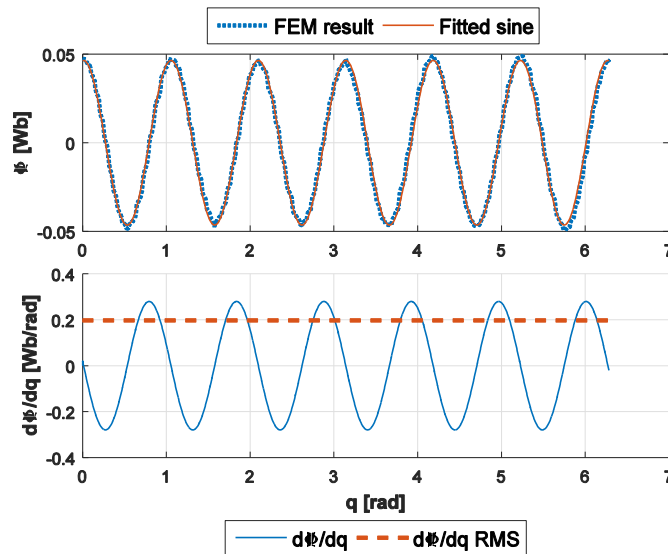 FEM result Fitted sine
0.05
0
-0.05
Φ [Wb]
0 1 2 3 4 5 6 7
0.4
0.2
0
-0.2
-0.4
dΦ/dq [Wb/rad]
0 1 2 3 4 5 6 7
q [rad]
dΦ/dq dΦ/dq RMS